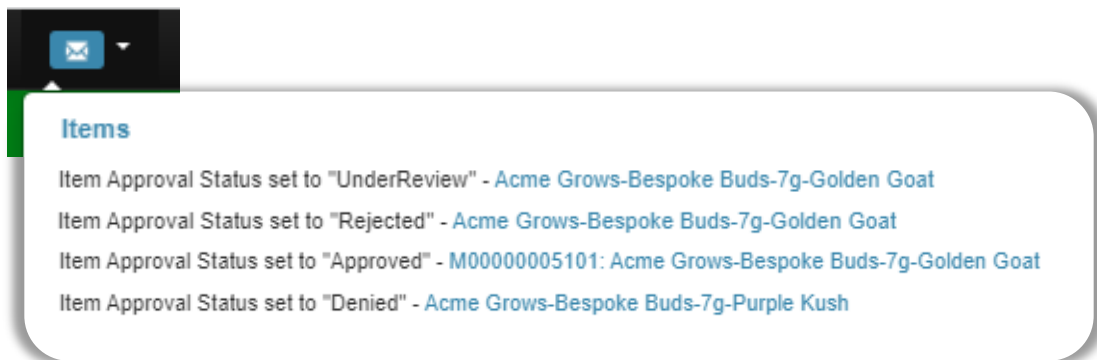 Items
Item Approval Status set to "UnderReview" - Acme Grows-Bespoke Buds-7g-Golden Goat
Item Approval Status set to "Rejected" - Acme Grows-Bespoke Buds-7g-Golden Goat
Item Approval Status set to "Approved" - M00000005101: Acme Grows-Bespoke Buds-7g-Golden Goat
Item Approval Status set to "Denied" - Acme Grows-Bespoke Buds-7g-Purple Kush